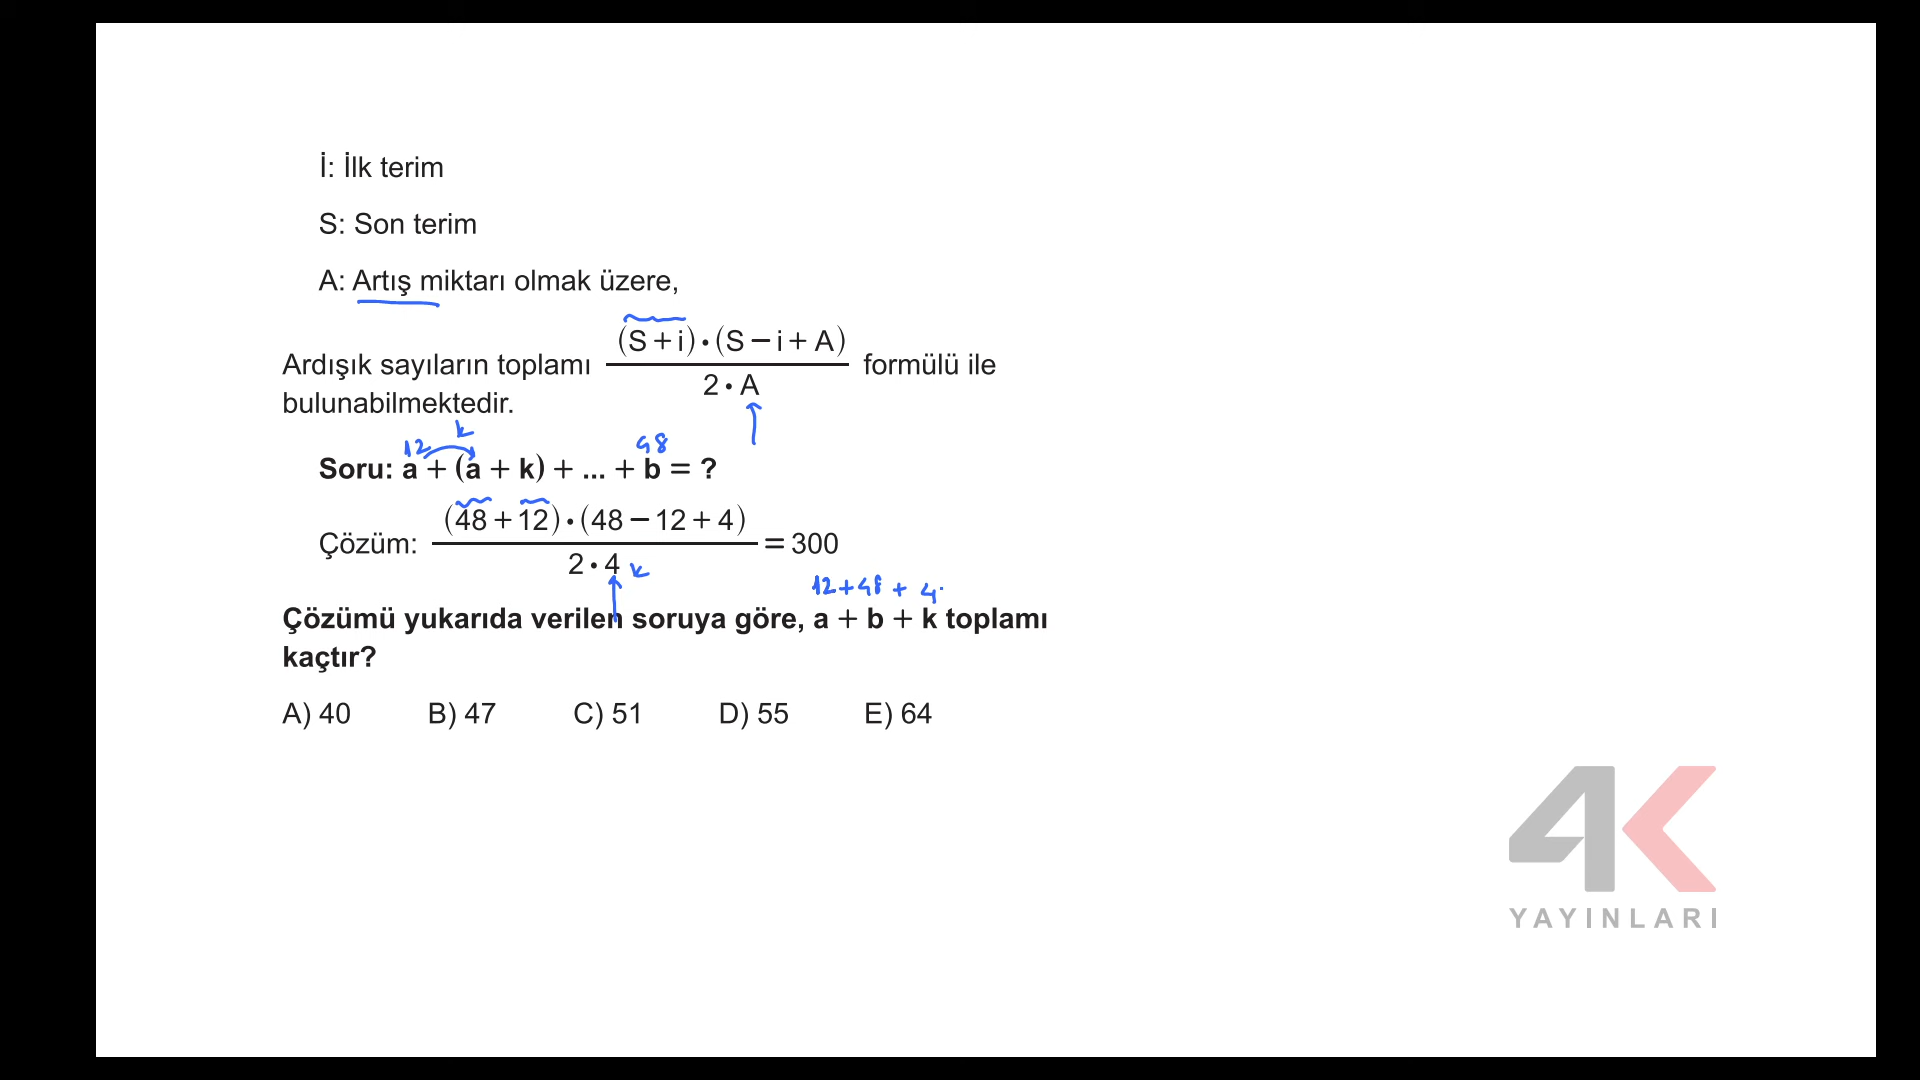 İ: İlk terim
S: Son terim
A: Artış miktarı olmak üzere,
Ardışık sayıların toplamı (S + i) · (S − i + A) / 2 · A formülü ile
bulunabilmektedir.
12 k 48
Soru: a + (a + k) + ... + b = ?
Çözüm: (48 + 12) · (48 − 12 + 4) / 2 · 4 = 300
k
12+48 + 4
Çözümü yukarıda verilen soruya göre, a + b + k toplamı
kaçtır?
A) 40 B) 47 C) 51 D) 55 E) 64
4K
YAYINLARI